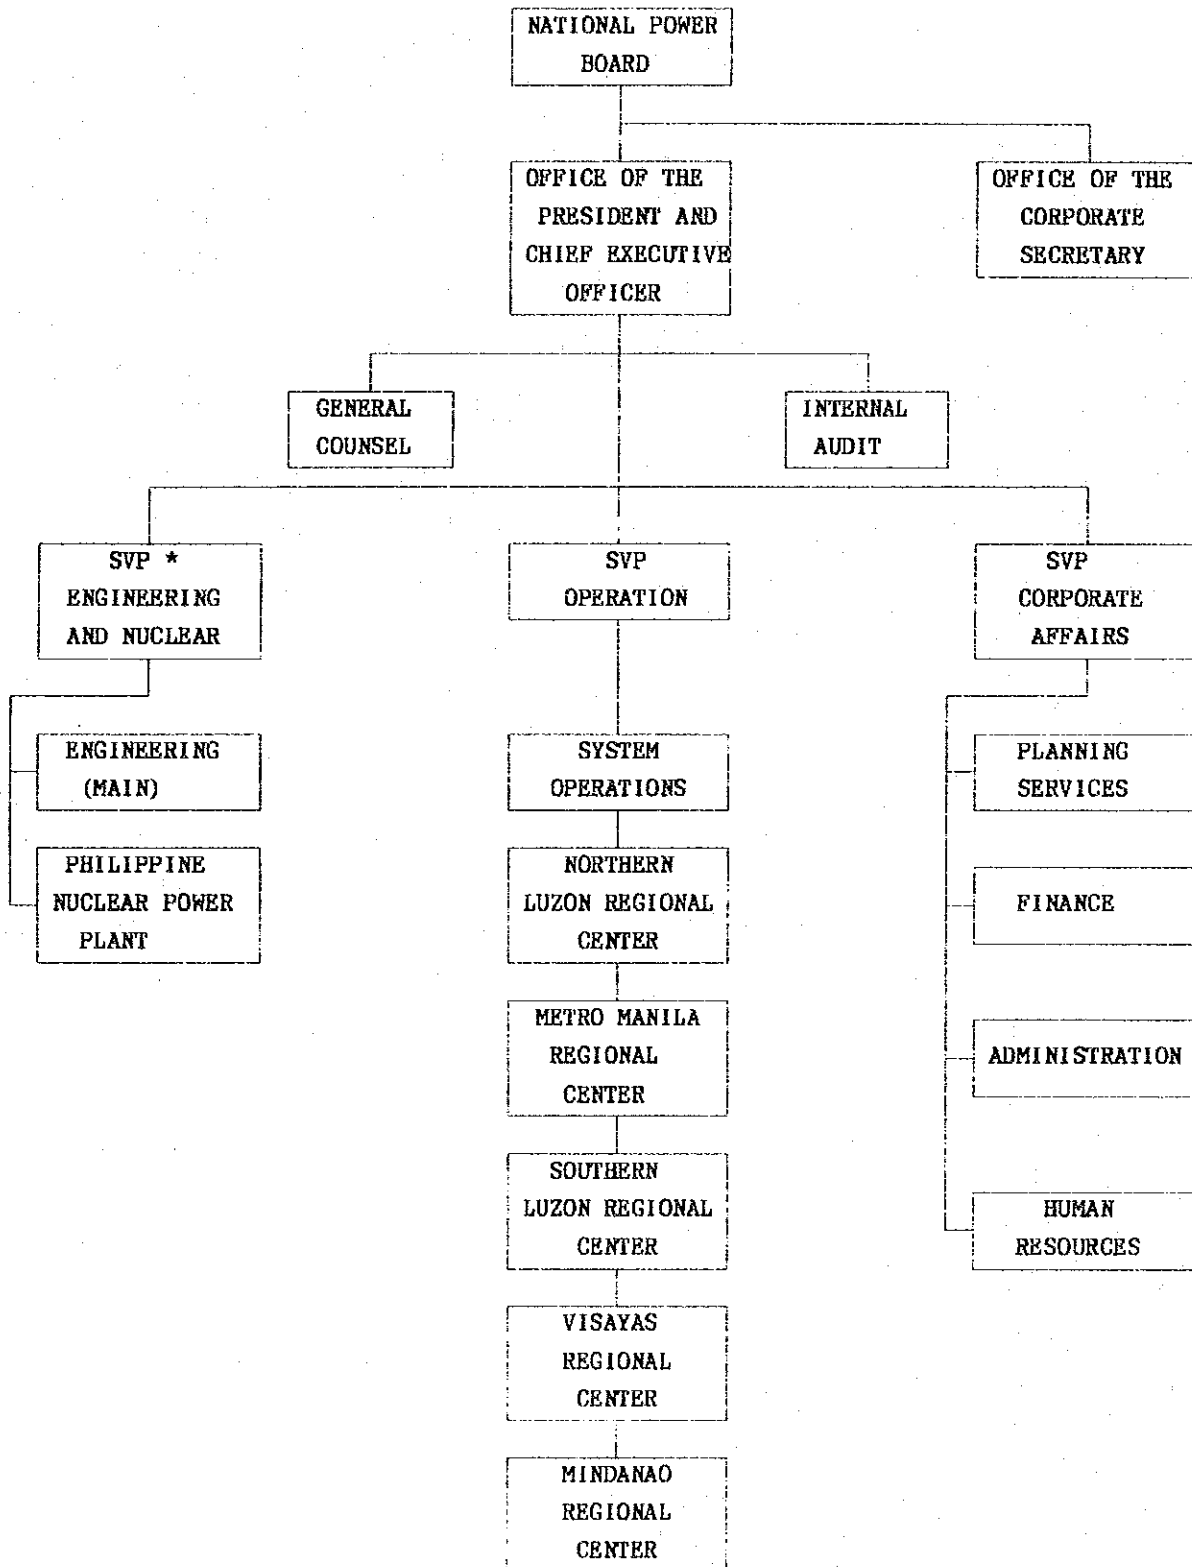 NATIONAL POWER
BOARD
OFFICE OF THE
PRESIDENT AND
CHIEF EXECUTIVE
OFFICER
OFFICE OF THE
CORPORATE
SECRETARY
GENERAL
COUNSEL
INTERNAL
AUDIT
SVP *
ENGINEERING
AND NUCLEAR
SVP
OPERATION
SVP
CORPORATE
AFFAIRS
ENGINEERING
(MAIN)
PHILIPPINE
NUCLEAR POWER
PLANT
SYSTEM
OPERATIONS
NORTHERN
LUZON REGIONAL
CENTER
METRO MANILA
REGIONAL
CENTER
SOUTHERN
LUZON REGIONAL
CENTER
VISAYAS
REGIONAL
CENTER
MINDANAO
REGIONAL
CENTER
PLANNING
SERVICES
FINANCE
ADMINISTRATION
HUMAN
RESOURCES